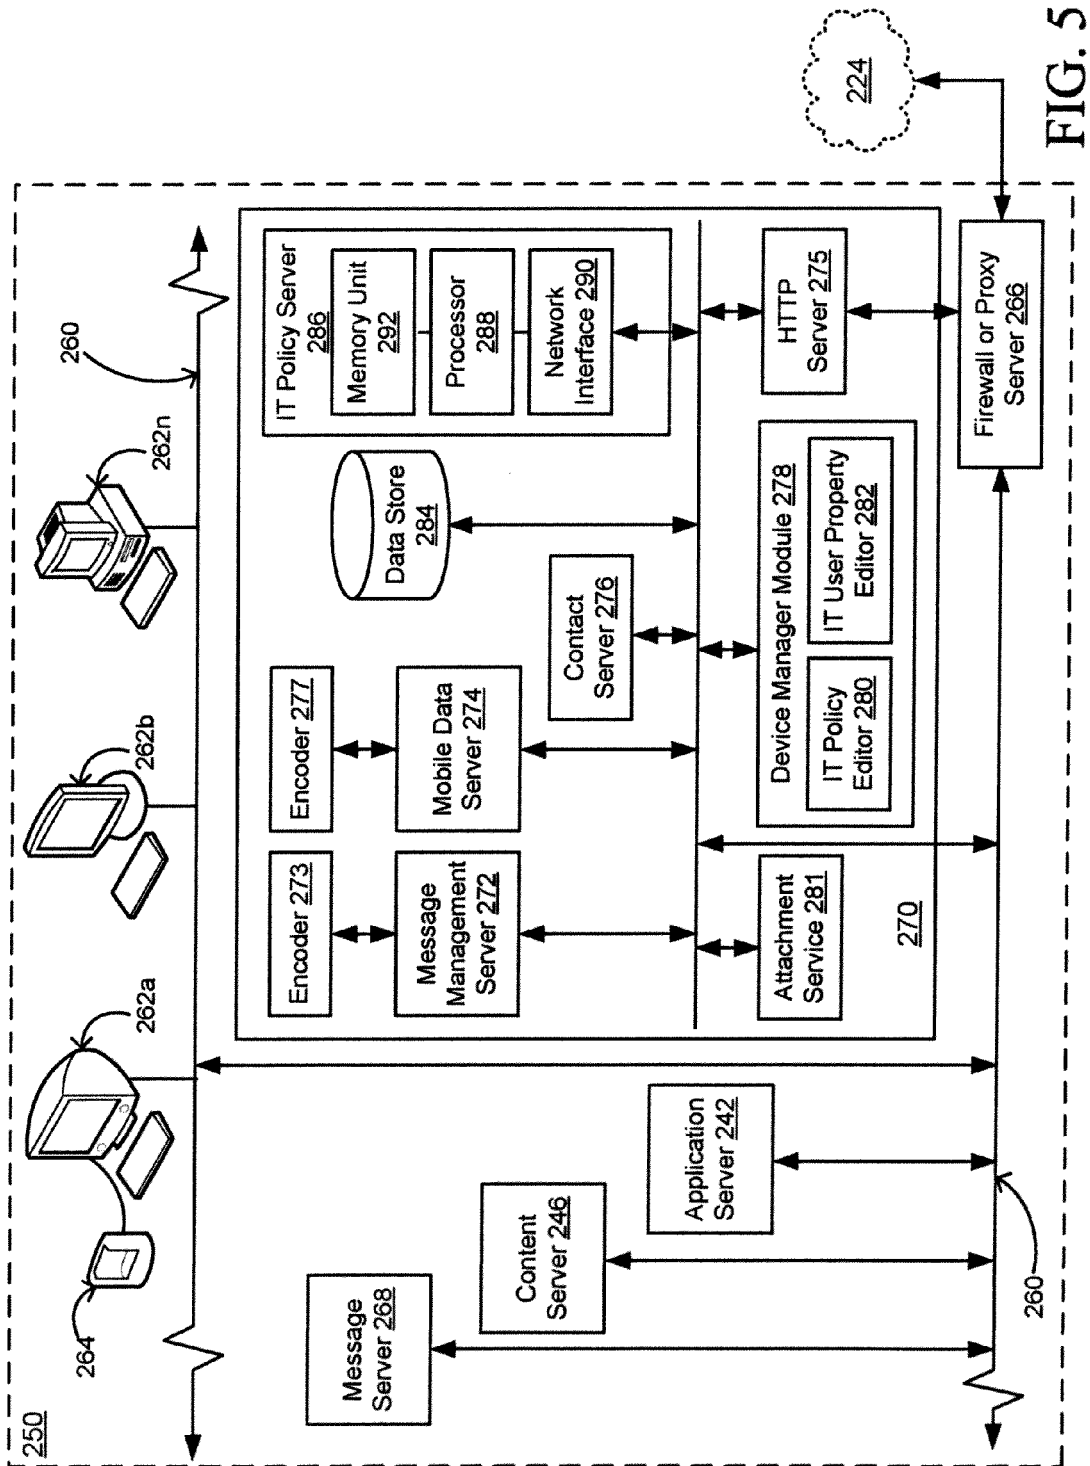 250
264
262a
262b
262n
260
Message
Server 268
Content
Server 246
Application
Server 242
260
Encoder 273
Encoder 277
Message
Management
Server 272
Mobile Data
Server 274
Contact
Server 276
Data Store
284
IT Policy Server
286
Memory Unit
292
Processor
288
Network
Interface 290
Attachment
Service 281
Device Manager Module 278
IT Policy
Editor 280
IT User Property
Editor 282
HTTP
Server 275
270
Firewall or Proxy
Server 266
224
FIG. 5